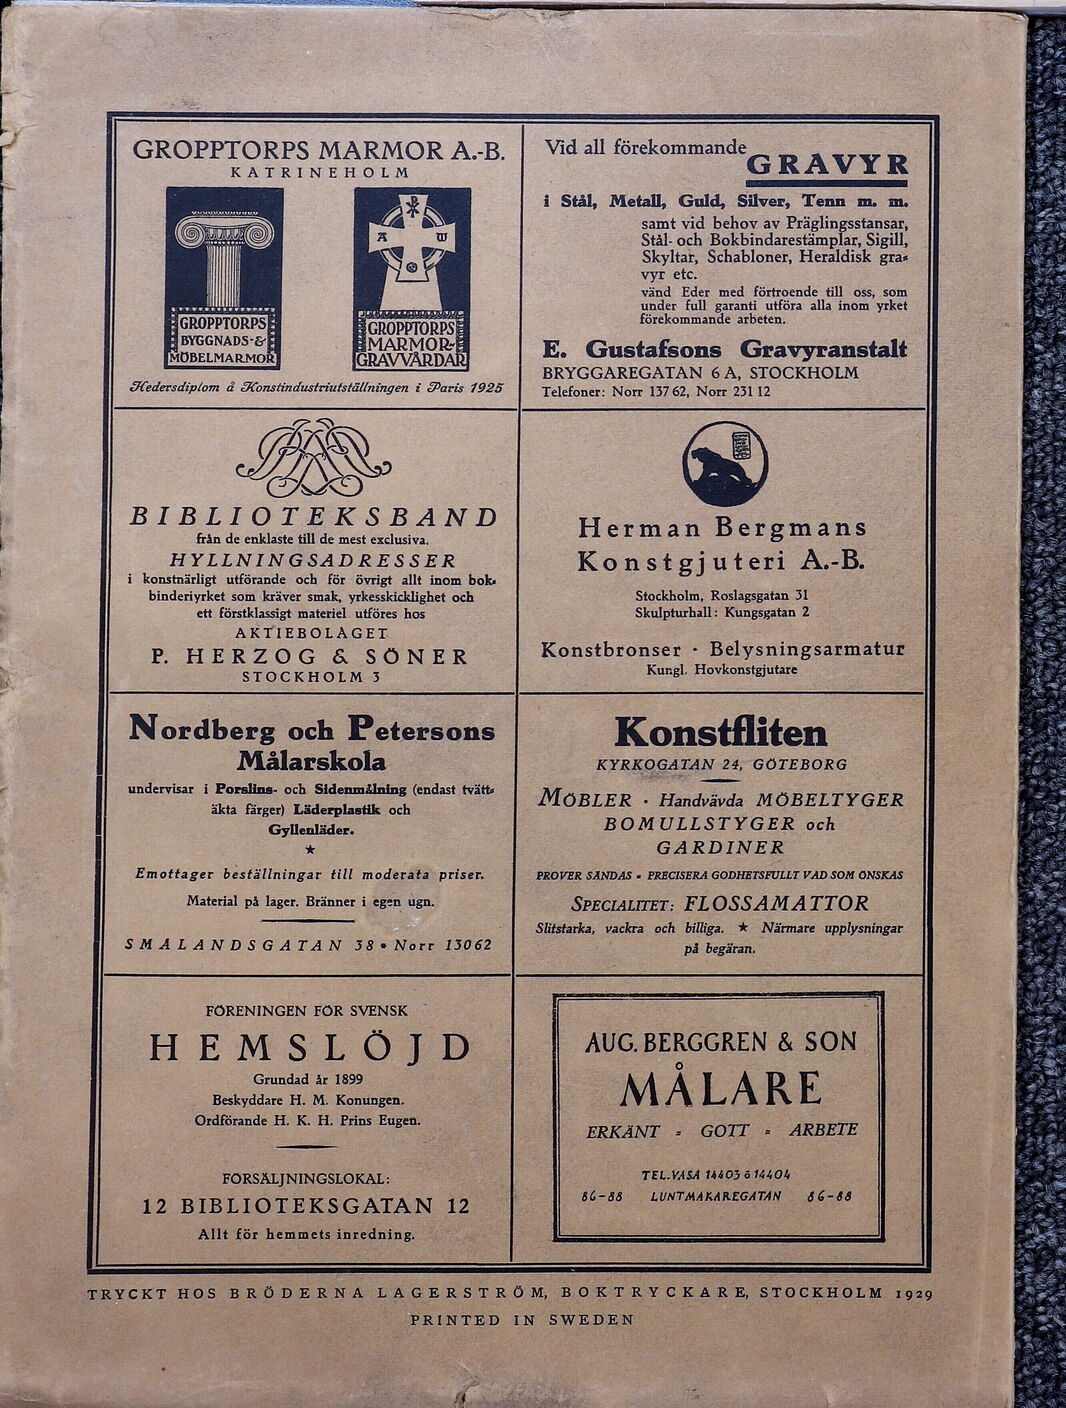 GROPPTORPS MARMOR A.-B.
KATRINEHOLM
GROPPTORPS
BYGGNADS-&
MÖBELMARMOR
A W
GROPPTORPS
MARMOR-
GRAVVÅRDAR
Hedersdiplom å Konstindustriutställningen i Paris 1925
Vid all förekommande
GRAVYR
i Stål, Metall, Guld, Silver, Tenn m. m.
samt vid behov av Präglingsstansar,
Stål- och Bokbindarestämplar, Sigill,
Skyltar, Schabloner, Heraldisk gra-
vyr etc.
vänd Eder med förtroende till oss, som
under full garanti utföra alla inom yrket
förekommande arbeten.
E. Gustafsons Gravyranstalt
BRYGGAREGATAN 6 A, STOCKHOLM
Telefoner: Norr 137 62, Norr 231 12
BIBLIOTEKSBAND
från de enklaste till de mest exclusiva.
HYLLNINGSADRESSER
i konstnärligt utförande och för övrigt allt inom bok-
binderiyrket som kräver smak, yrkesskicklighet och
ett förstklassigt materiel utföres hos
AKTIEBOLAGET
P. HERZOG & SÖNER
STOCKHOLM 3
Herman Bergmans
Konstgjuteri A.-B.
Stockholm, Roslagsgatan 31
Skulpturhall: Kungsgatan 2
Konstbronser · Belysningsarmatur
Kungl. Hovkonstgjutare
Nordberg och Petersons
Målarskola
undervisar i Porslins- och Sidenmålning (endast tvätt-
äkta färger) Läderplastik och
Gyllenläder.
★
Emottager beställningar till moderata priser.
Material på lager. Bränner i egen ugn.
SMÅLANDSGATAN 38 • Norr 13062
Konstfliten
KYRKOGATAN 24, GÖTEBORG
MÖBLER · Handvävda MÖBELTYGER
BOMULLSTYGER och
GARDINER
PROVER SÄNDAS - PRECISERA GODHETSFULLT VAD SOM ÖNSKAS
SPECIALITET: FLOSSAMATTOR
Slitstarka, vackra och billiga. ★ Närmare upplysningar
på begäran.
FÖRENINGEN FÖR SVENSK
HEMSLÖJD
Grundad år 1899
Beskyddare H. M. Konungen.
Ordförande H. K. H. Prins Eugen.
FÖRSÄLJNINGSLOKAL:
12 BIBLIOTEKSGATAN 12
Allt för hemmets inredning.
AUG. BERGGREN & SON
MÅLARE
ERKÄNT = GOTT = ARBETE
TEL. VASA 14403 ö 14404
86-88 LUNTMAKAREGATAN 86-88
TRYCKT HOS BRÖDERNA LAGERSTRÖM, BOKTRYCKARE, STOCKHOLM 1929
PRINTED IN SWEDEN